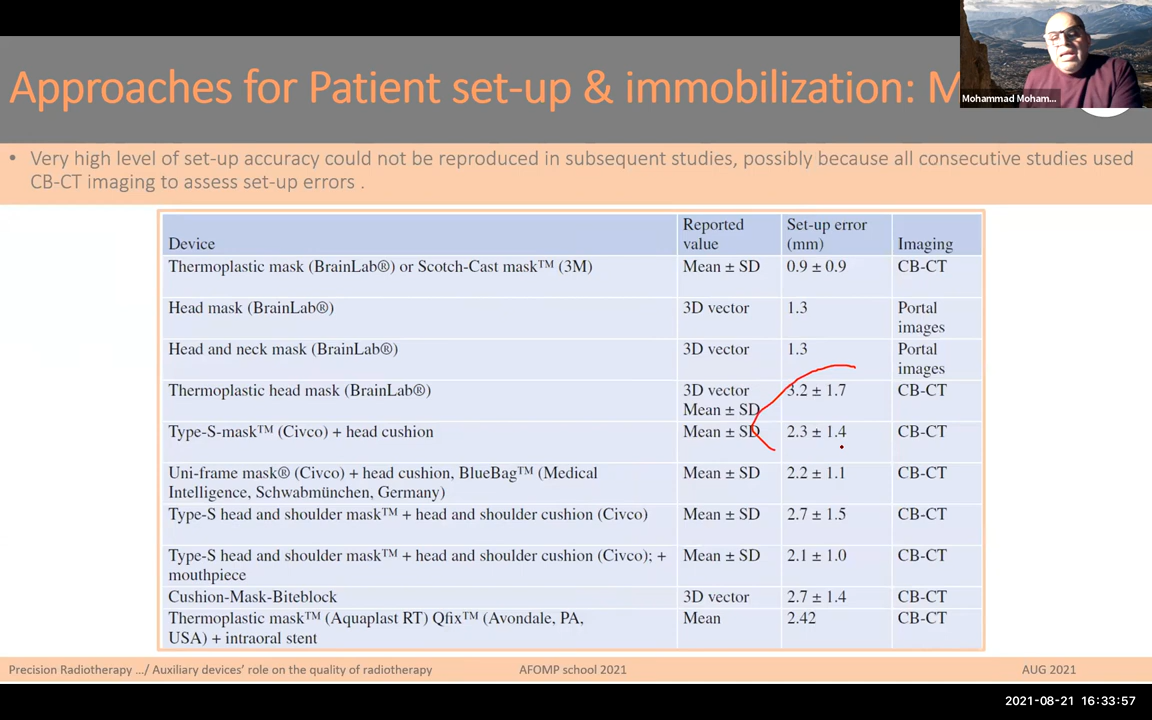 Approaches for Patient set-up & immobilization: M
Mohammad Moham...
• Very high level of set-up accuracy could not be reproduced in subsequent studies, possibly because all consecutive studies used
CB-CT imaging to assess set-up errors .
Device Reported value Set-up error (mm) Imaging
Thermoplastic mask (BrainLab®) or Scotch-Cast mask™ (3M) Mean ± SD 0.9 ± 0.9 CB-CT
Head mask (BrainLab®) 3D vector 1.3 Portal
images
Head and neck mask (BrainLab®) 3D vector 1.3 Portal
images
Thermoplastic head mask (BrainLab®) 3D vector 3.2 ± 1.7 CB-CT
Mean ± SD
Type-S-mask™ (Civco) + head cushion Mean ± SD 2.3 ± 1.4 CB-CT
Uni-frame mask® (Civco) + head cushion, BlueBag™ (Medical Mean ± SD 2.2 ± 1.1 CB-CT
Intelligence, Schwabmünchen, Germany)
Type-S head and shoulder mask™ + head and shoulder cushion (Civco) Mean ± SD 2.7 ± 1.5 CB-CT
Type-S head and shoulder mask™ + head and shoulder cushion (Civco); + Mean ± SD 2.1 ± 1.0 CB-CT
mouthpiece
Cushion-Mask-Biteblock 3D vector 2.7 ± 1.4 CB-CT
Thermoplastic mask™ (Aquaplast RT) Qfix™ (Avondale, PA, Mean 2.42 CB-CT
USA) + intraoral stent
Precision Radiotherapy .../ Auxiliary devices' role on the quality of radiotherapy AFOMP school 2021 AUG 2021
2021-08-21 16:33:57